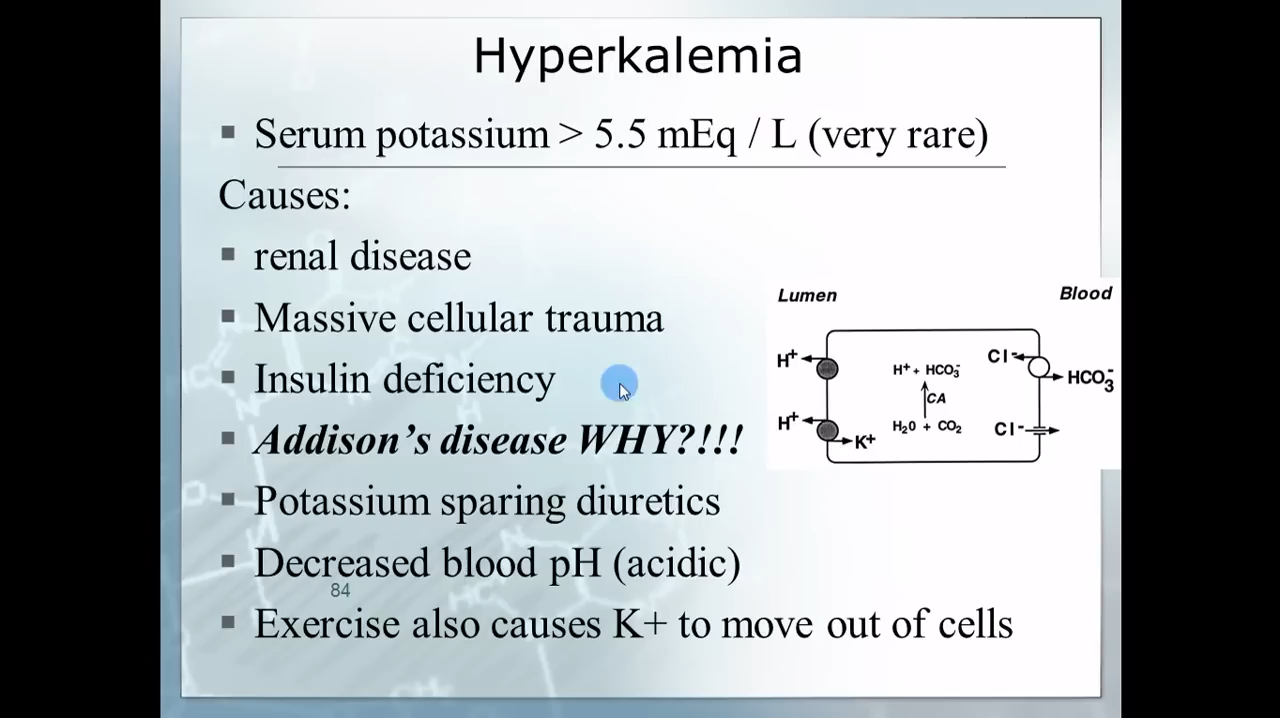 Hyperkalemia
▪ Serum potassium > 5.5 mEq / L (very rare)
Causes:
▪ renal disease
▪ Massive cellular trauma
▪ Insulin deficiency
▪ Addison’s disease WHY?!!!
▪ Potassium sparing diuretics
▪ Decreased blood pH (acidic)
84
▪ Exercise also causes K+ to move out of cells
Lumen
Blood
H+
H+ + HCO3-
Cl-
HCO3-
CA
H+
K+
H2O + CO2
Cl-